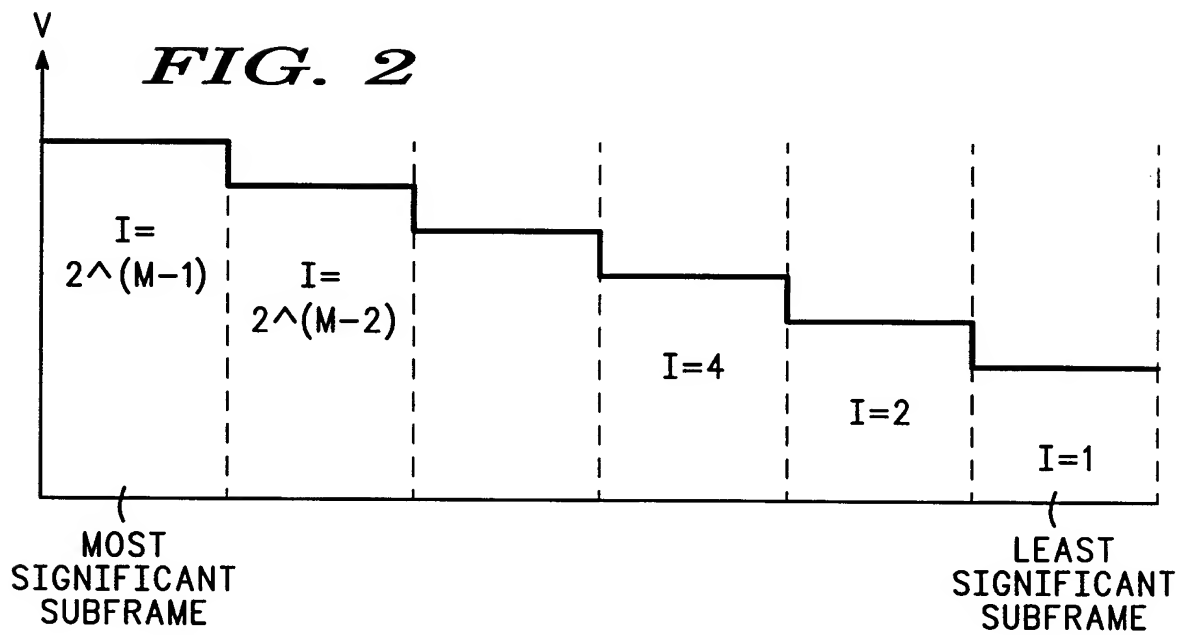 V
FIG. 2
I=
2^(M-1)
I=
2^(M-2)
I=4
I=2
I=1
MOST
SIGNIFICANT
SUBFRAME
LEAST
SIGNIFICANT
SUBFRAME